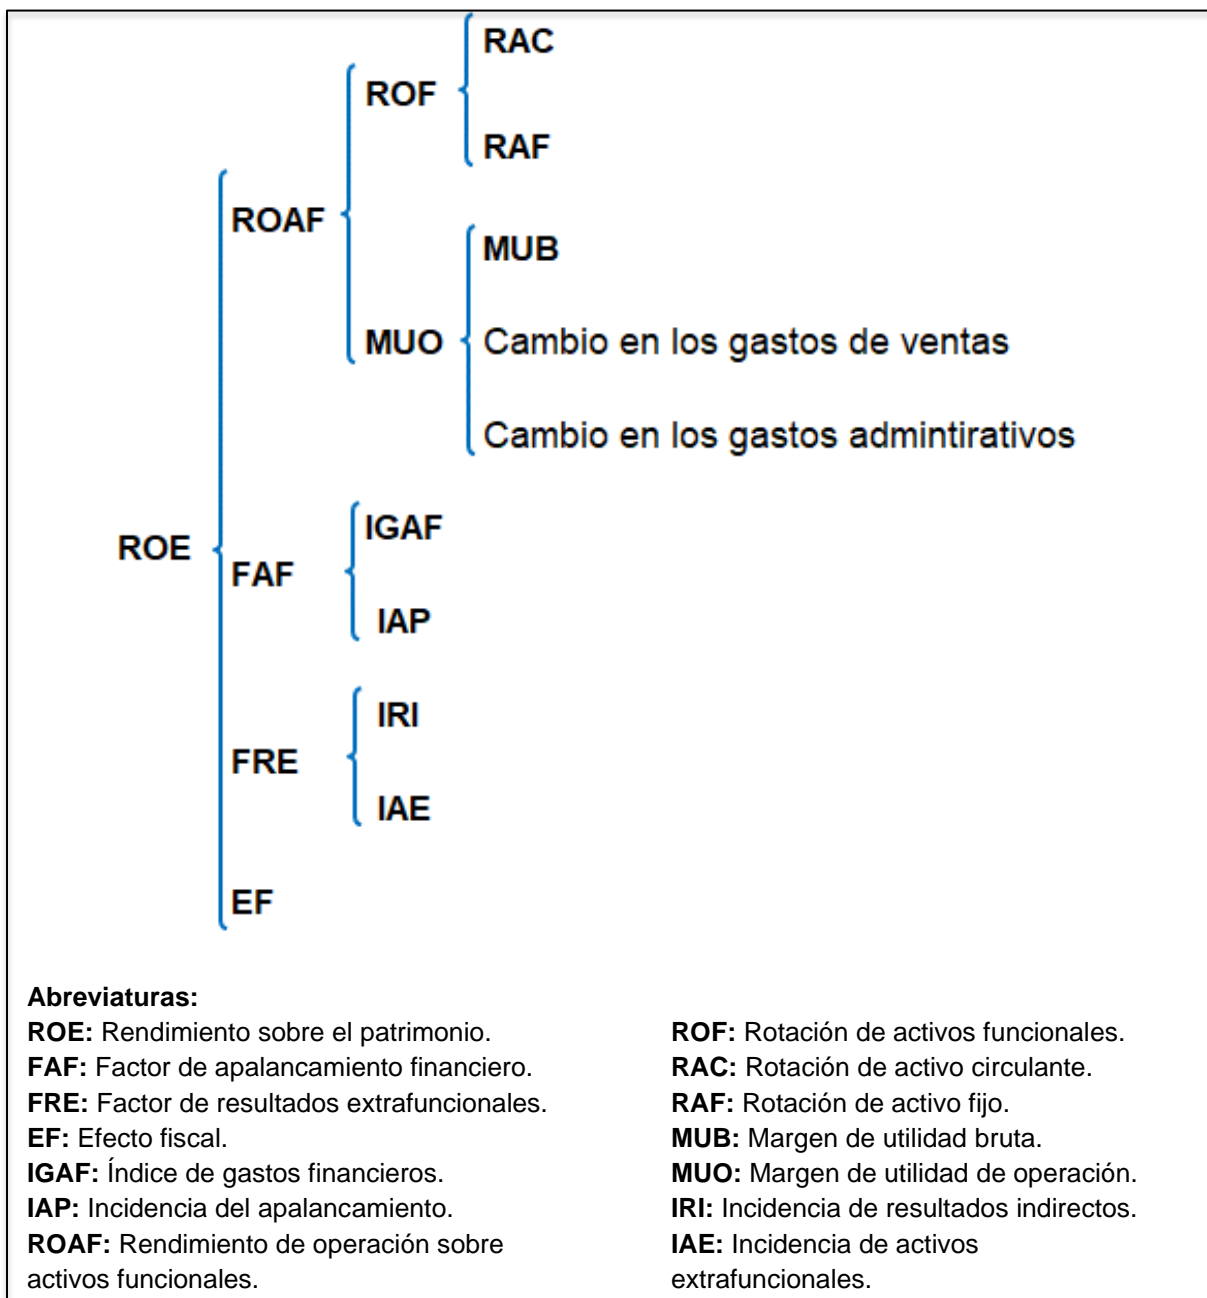 RAC
ROF
RAF
ROAF
MUB
MUO
Cambio en los gastos de ventas
Cambio en los gastos admintirativos
IGAF
ROE
FAF
IAP
IRI
FRE
IAE
EF
Abreviaturas:
ROE: Rendimiento sobre el patrimonio.
FAF: Factor de apalancamiento financiero.
FRE: Factor de resultados extrafuncionales.
EF: Efecto fiscal.
IGAF: Índice de gastos financieros.
IAP: Incidencia del apalancamiento.
ROAF: Rendimiento de operación sobre
activos funcionales.
ROF: Rotación de activos funcionales.
RAC: Rotación de activo circulante.
RAF: Rotación de activo fijo.
MUB: Margen de utilidad bruta.
MUO: Margen de utilidad de operación.
IRI: Incidencia de resultados indirectos.
IAE: Incidencia de activos
extrafuncionales.